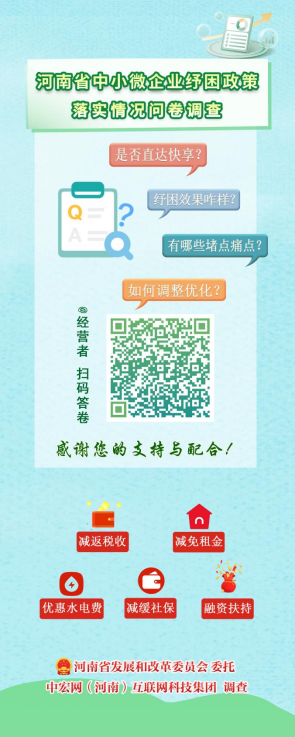 河南省中小微企业纾困政策
落实情况问卷调查
是否直达快享？
纾困效果咋样？
Q
A
?
有哪些堵点痛点？
如何调整优化？
@经营者 扫码答卷
感谢您的支持与配合！
减返税收
减免租金
优惠水电费
减缓社保
融资扶持
河南省发展和改革委员会 委托
中宏网（河南）互联网科技集团 调查